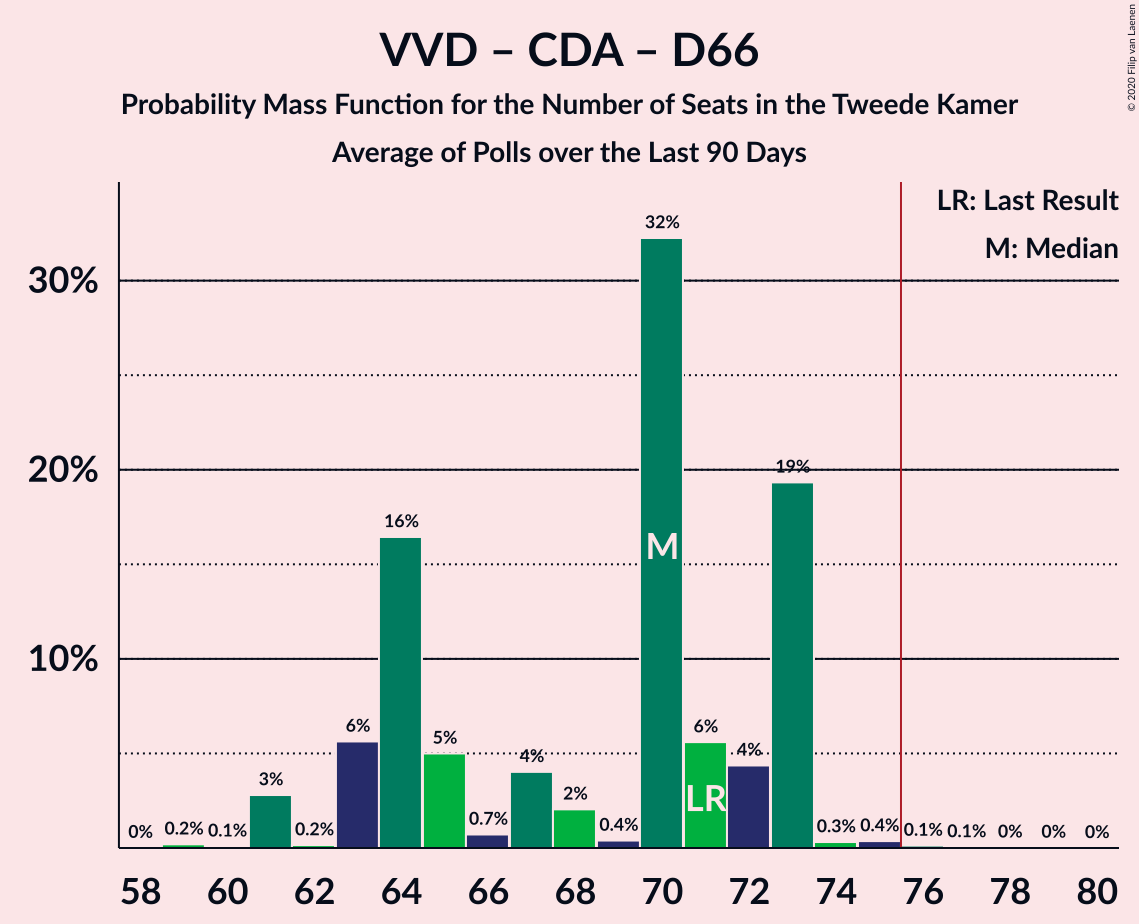 VVD – CDA – D66
Probability Mass Function for the Number of Seats in the Tweede Kamer
Average of Polls over the Last 90 Days
© 2020 Filip van Laenen
LR: Last Result
M: Median
30%
20%
10%
0%
0.2%
0.1%
3%
0.2%
6%
16%
5%
0.7%
4%
2%
0.4%
32%
6%
4%
19%
0.3%
0.4%
0.1%
0.1%
0%
0%
0%
M
LR
58 60 62 64 66 68 70 72 74 76 78 80